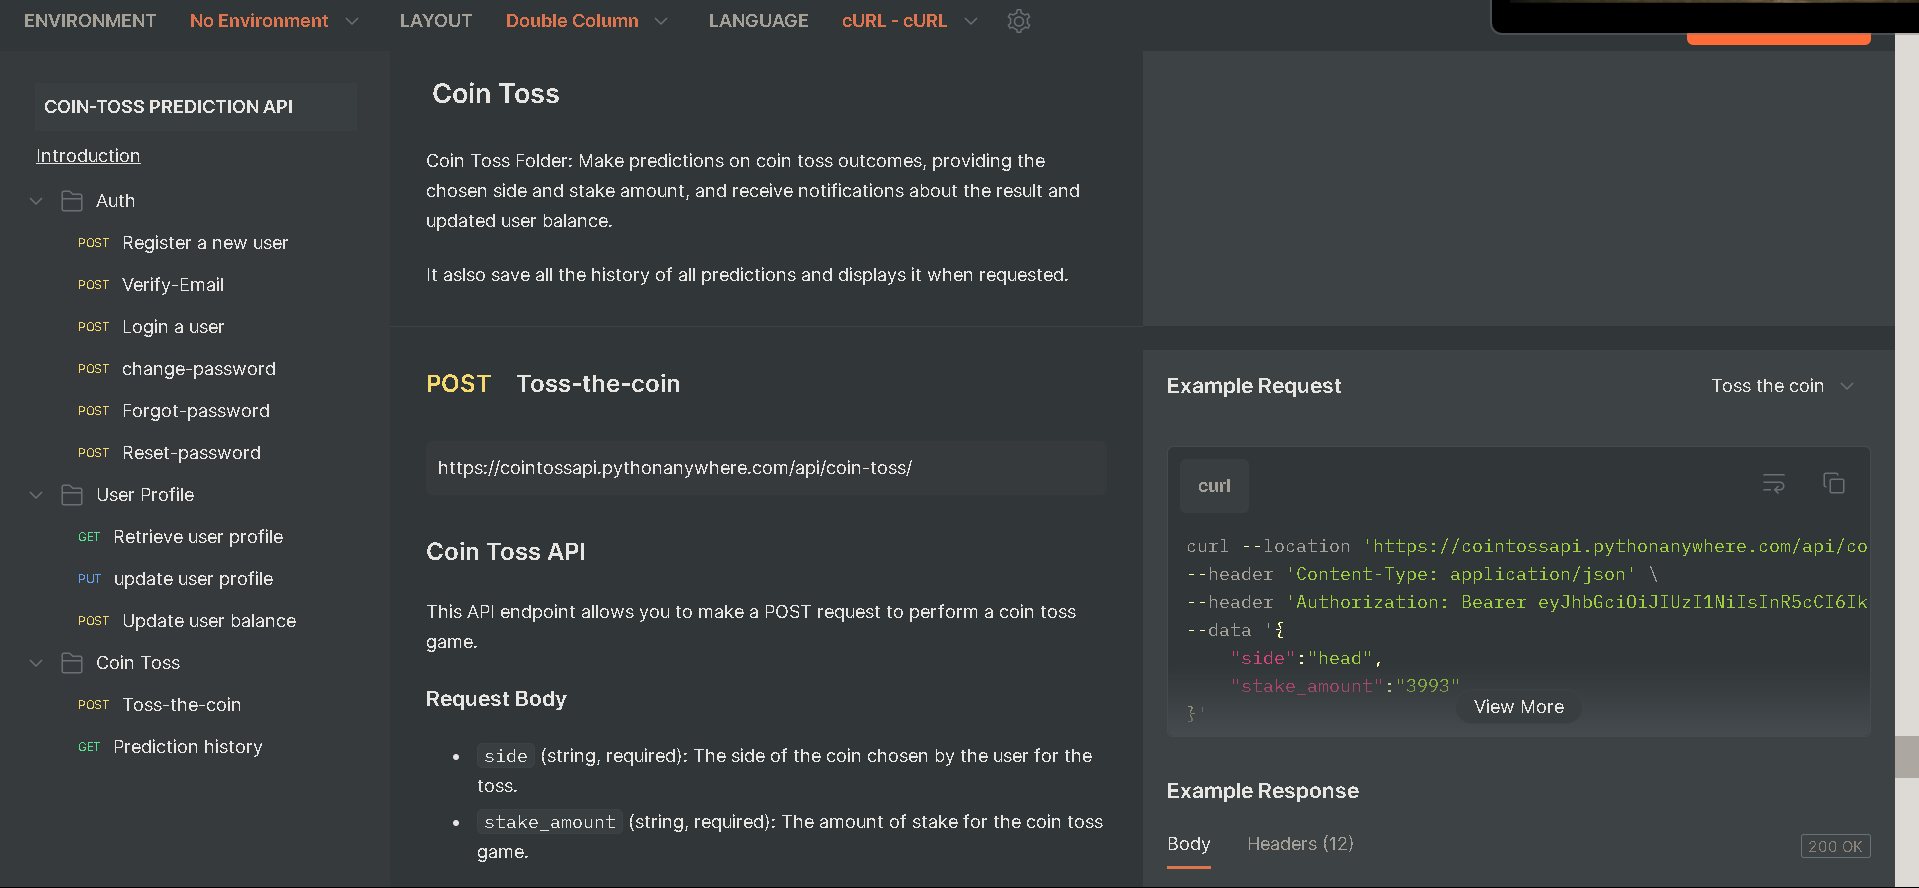 ENVIRONMENT No Environment LAYOUT Double Column LANGUAGE cURL - cURL
COIN-TOSS PREDICTION API
Introduction
Auth
POST Register a new user
POST Verify-Email
POST Login a user
POST change-password
POST Forgot-password
POST Reset-password
User Profile
GET Retrieve user profile
PUT update user profile
POST Update user balance
Coin Toss
POST Toss-the-coin
GET Prediction history
Coin Toss
Coin Toss Folder: Make predictions on coin toss outcomes, providing the
chosen side and stake amount, and receive notifications about the result and
updated user balance.
It aslso save all the history of all predictions and displays it when requested.
POST Toss-the-coin
https://cointossapi.pythonanywhere.com/api/coin-toss/
Coin Toss API
This API endpoint allows you to make a POST request to perform a coin toss
game.
Request Body
• side (string, required): The side of the coin chosen by the user for the
toss.
• stake_amount (string, required): The amount of stake for the coin toss
game.
Example Request Toss the coin
curl
curl --location 'https://cointossapi.pythonanywhere.com/api/co
--header 'Content-Type: application/json' \
--header 'Authorization: Bearer eyJhbGciOiJIUzI1NiIsInR5cCI6Ik
--data '{
"side":"head",
"stake_amount":"3993"
}'
View More
Example Response
Body Headers (12) 200 OK